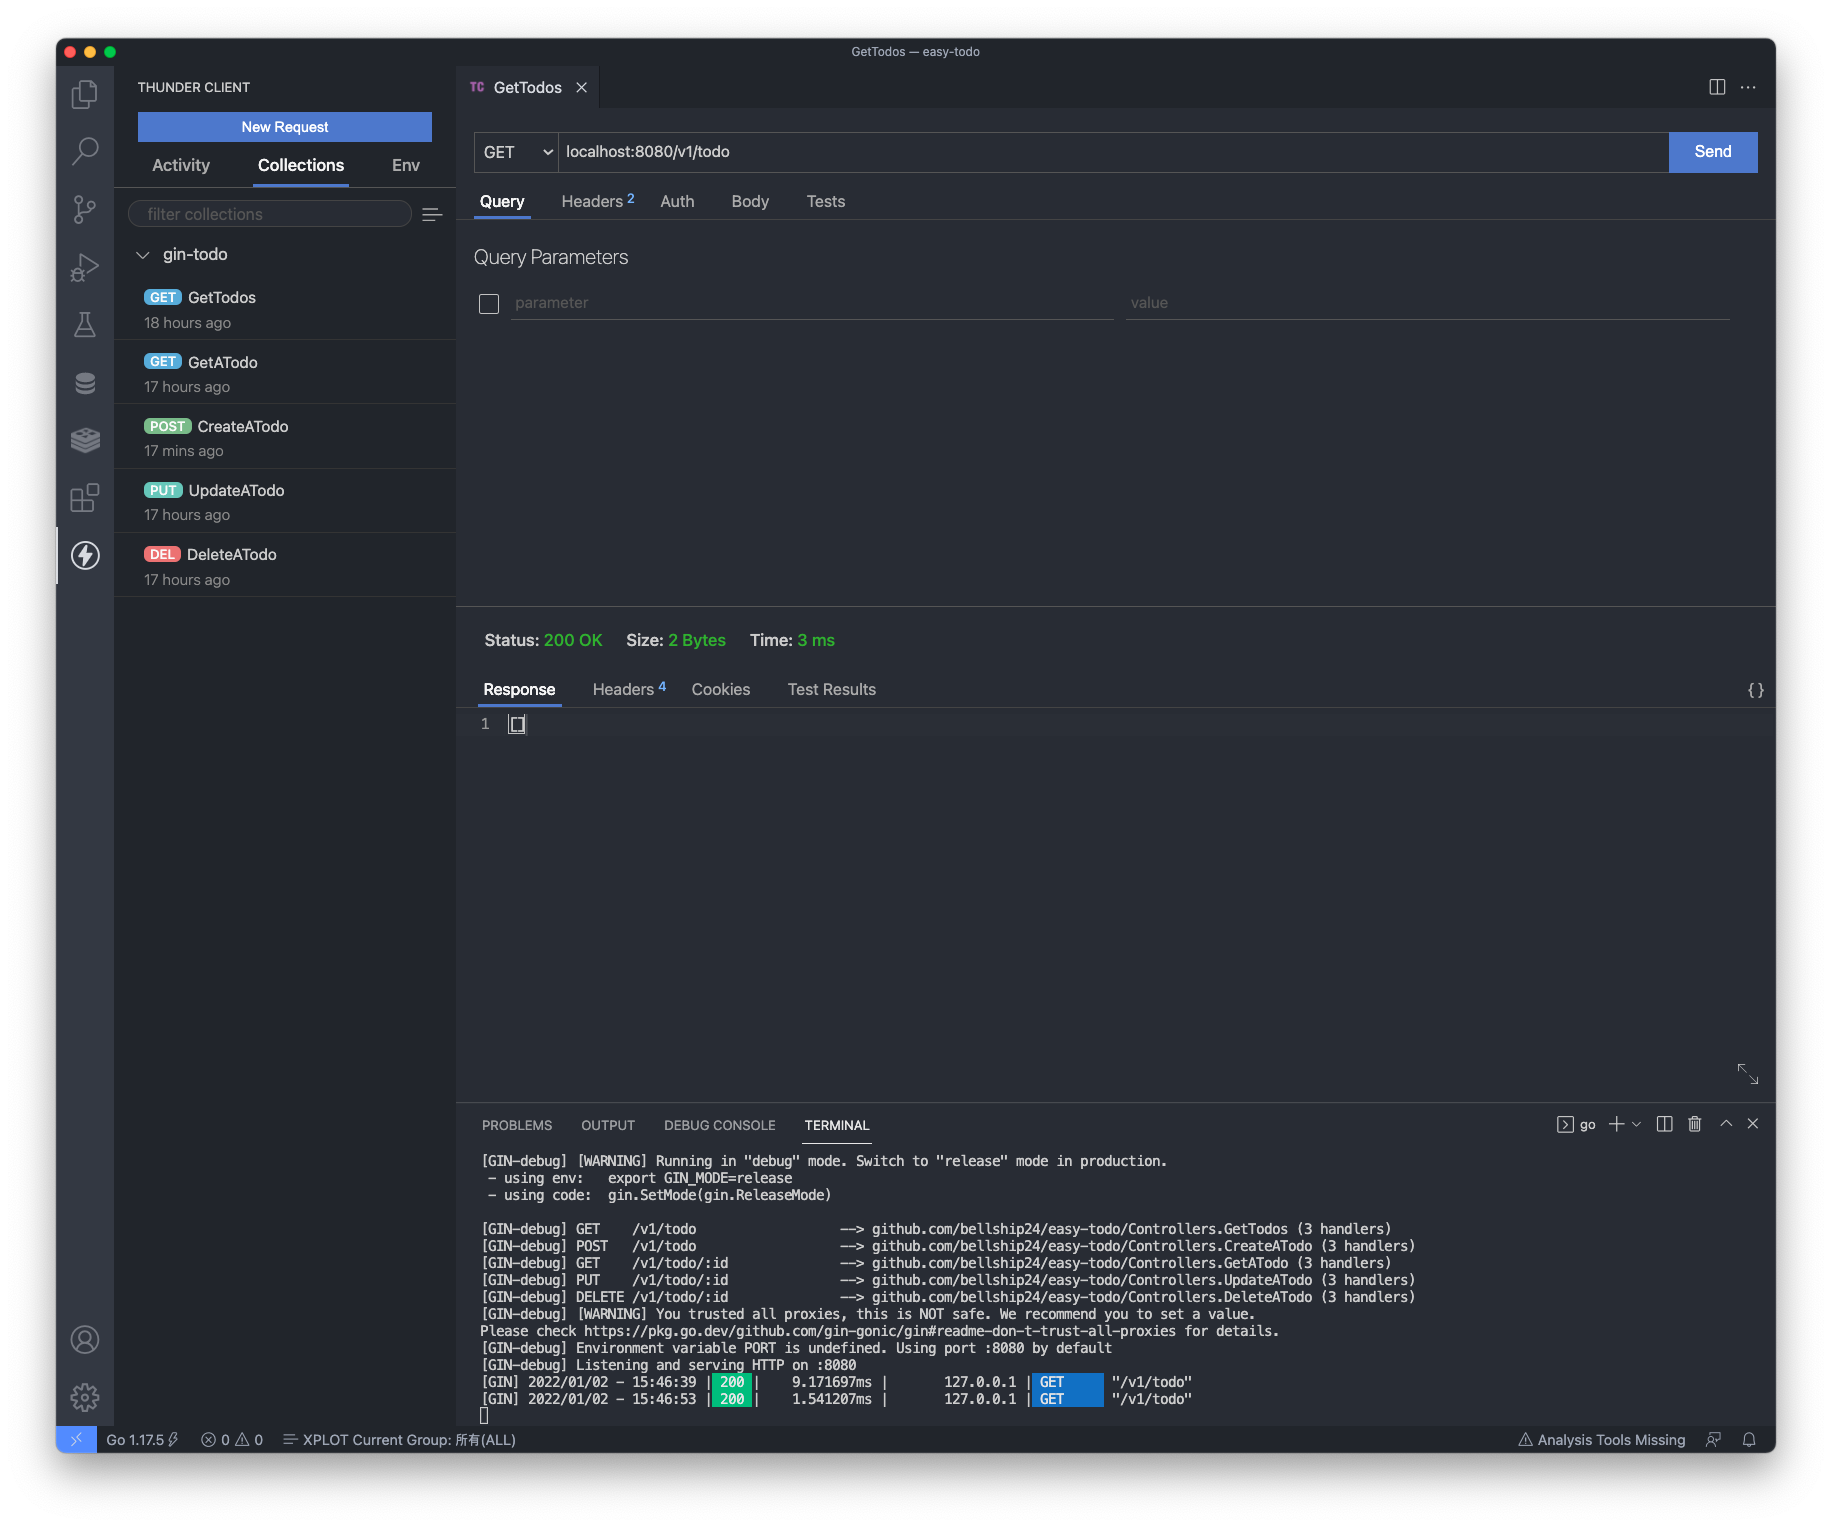 GetTodos — easy-todo
THUNDER CLIENT
New Request
Activity Collections Env
filter collections
gin-todo
GET GetTodos
18 hours ago
GET GetATodo
17 hours ago
POST CreateATodo
17 mins ago
PUT UpdateATodo
17 hours ago
DEL DeleteATodo
17 hours ago
TC GetTodos
GET localhost:8080/v1/todo Send
Query Headers 2 Auth Body Tests
Query Parameters
parameter value
Status: 200 OK Size: 2 Bytes Time: 3 ms
Response Headers 4 Cookies Test Results {}
1 []
PROBLEMS OUTPUT DEBUG CONSOLE TERMINAL go
[GIN-debug] [WARNING] Running in "debug" mode. Switch to "release" mode in production.
- using env: export GIN_MODE=release
- using code: gin.SetMode(gin.ReleaseMode)
[GIN-debug] GET /v1/todo --> github.com/bellship24/easy-todo/Controllers.GetTodos (3 handlers)
[GIN-debug] POST /v1/todo --> github.com/bellship24/easy-todo/Controllers.CreateATodo (3 handlers)
[GIN-debug] GET /v1/todo/:id --> github.com/bellship24/easy-todo/Controllers.GetATodo (3 handlers)
[GIN-debug] PUT /v1/todo/:id --> github.com/bellship24/easy-todo/Controllers.UpdateATodo (3 handlers)
[GIN-debug] DELETE /v1/todo/:id --> github.com/bellship24/easy-todo/Controllers.DeleteATodo (3 handlers)
[GIN-debug] [WARNING] You trusted all proxies, this is NOT safe. We recommend you to set a value.
Please check https://pkg.go.dev/github.com/gin-gonic/gin#readme-don-t-trust-all-proxies for details.
[GIN-debug] Environment variable PORT is undefined. Using port :8080 by default
[GIN-debug] Listening and serving HTTP on :8080
[GIN] 2022/01/02 - 15:46:39 | 200 | 9.171697ms | 127.0.0.1 | GET "/v1/todo"
[GIN] 2022/01/02 - 15:46:53 | 200 | 1.541207ms | 127.0.0.1 | GET "/v1/todo"
Go 1.17.5 0 0 XPLOT Current Group: 所有(ALL) Analysis Tools Missing